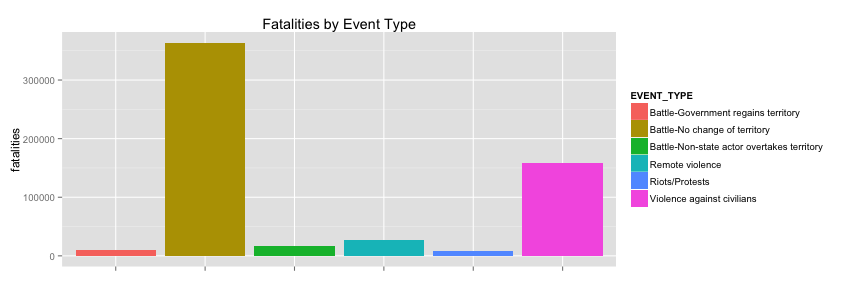 Fatalities by Event Type
fatalities
300000
200000
100000
0
EVENT_TYPE
Battle-Government regains territory
Battle-No change of territory
Battle-Non-state actor overtakes territory
Remote violence
Riots/Protests
Violence against civilians